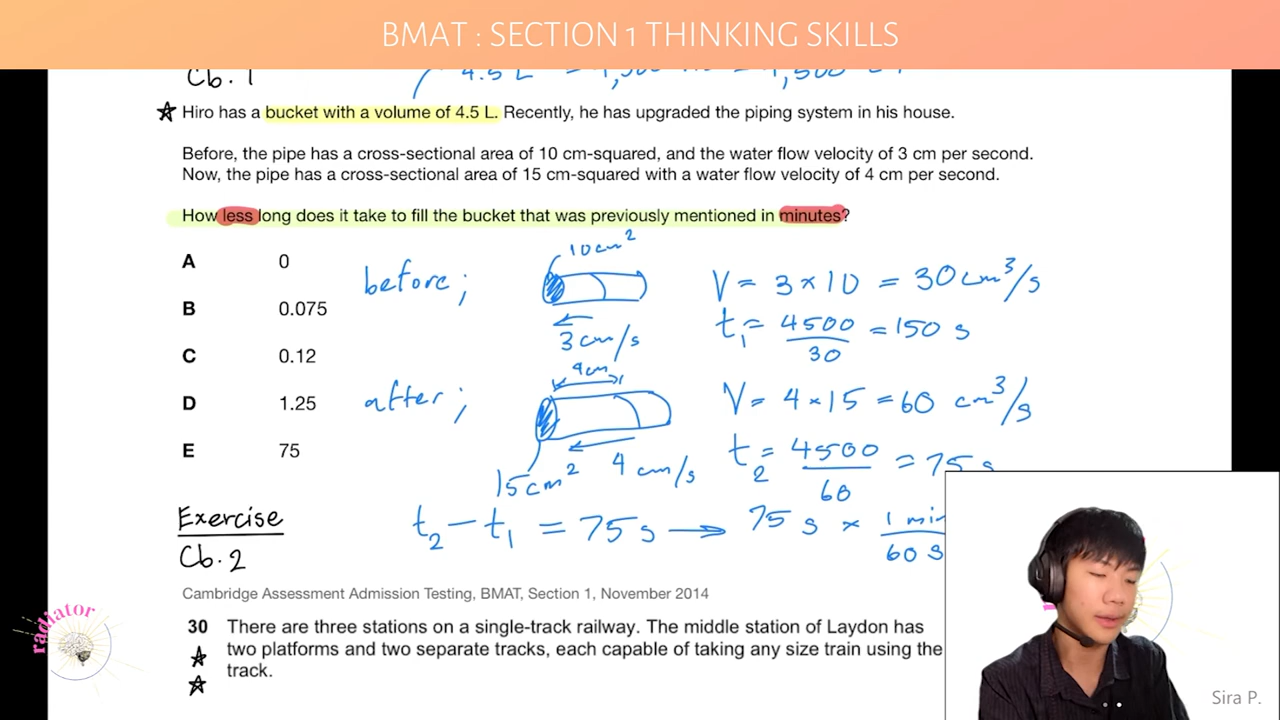 BMAT : SECTION 1 THINKING SKILLS
Cb. 1
4.5 L
☆ Hiro has a bucket with a volume of 4.5 L. Recently, he has upgraded the piping system in his house.
Before, the pipe has a cross-sectional area of 10 cm-squared, and the water flow velocity of 3 cm per second.
Now, the pipe has a cross-sectional area of 15 cm-squared with a water flow velocity of 4 cm per second.
How less long does it take to fill the bucket that was previously mentioned in minutes?
A 0
B 0.075
C 0.12
D 1.25
E 75
before;
10 cm²
3 cm/s
V = 3 × 10 = 30 cm³/s
t₁ = 4500/30 = 150 s
after;
4cm
15 cm²
4 cm/s
V = 4 × 15 = 60 cm³/s
t₂ = 4500/60 = 75 s
t₂ − t₁ = 75 s → 75 s × 1 min/60 s
Exercise
Cb. 2
Cambridge Assessment Admission Testing, BMAT, Section 1, November 2014
30 There are three stations on a single-track railway. The middle station of Laydon has
two platforms and two separate tracks, each capable of taking any size train using the
track.
radiator
Sira P.